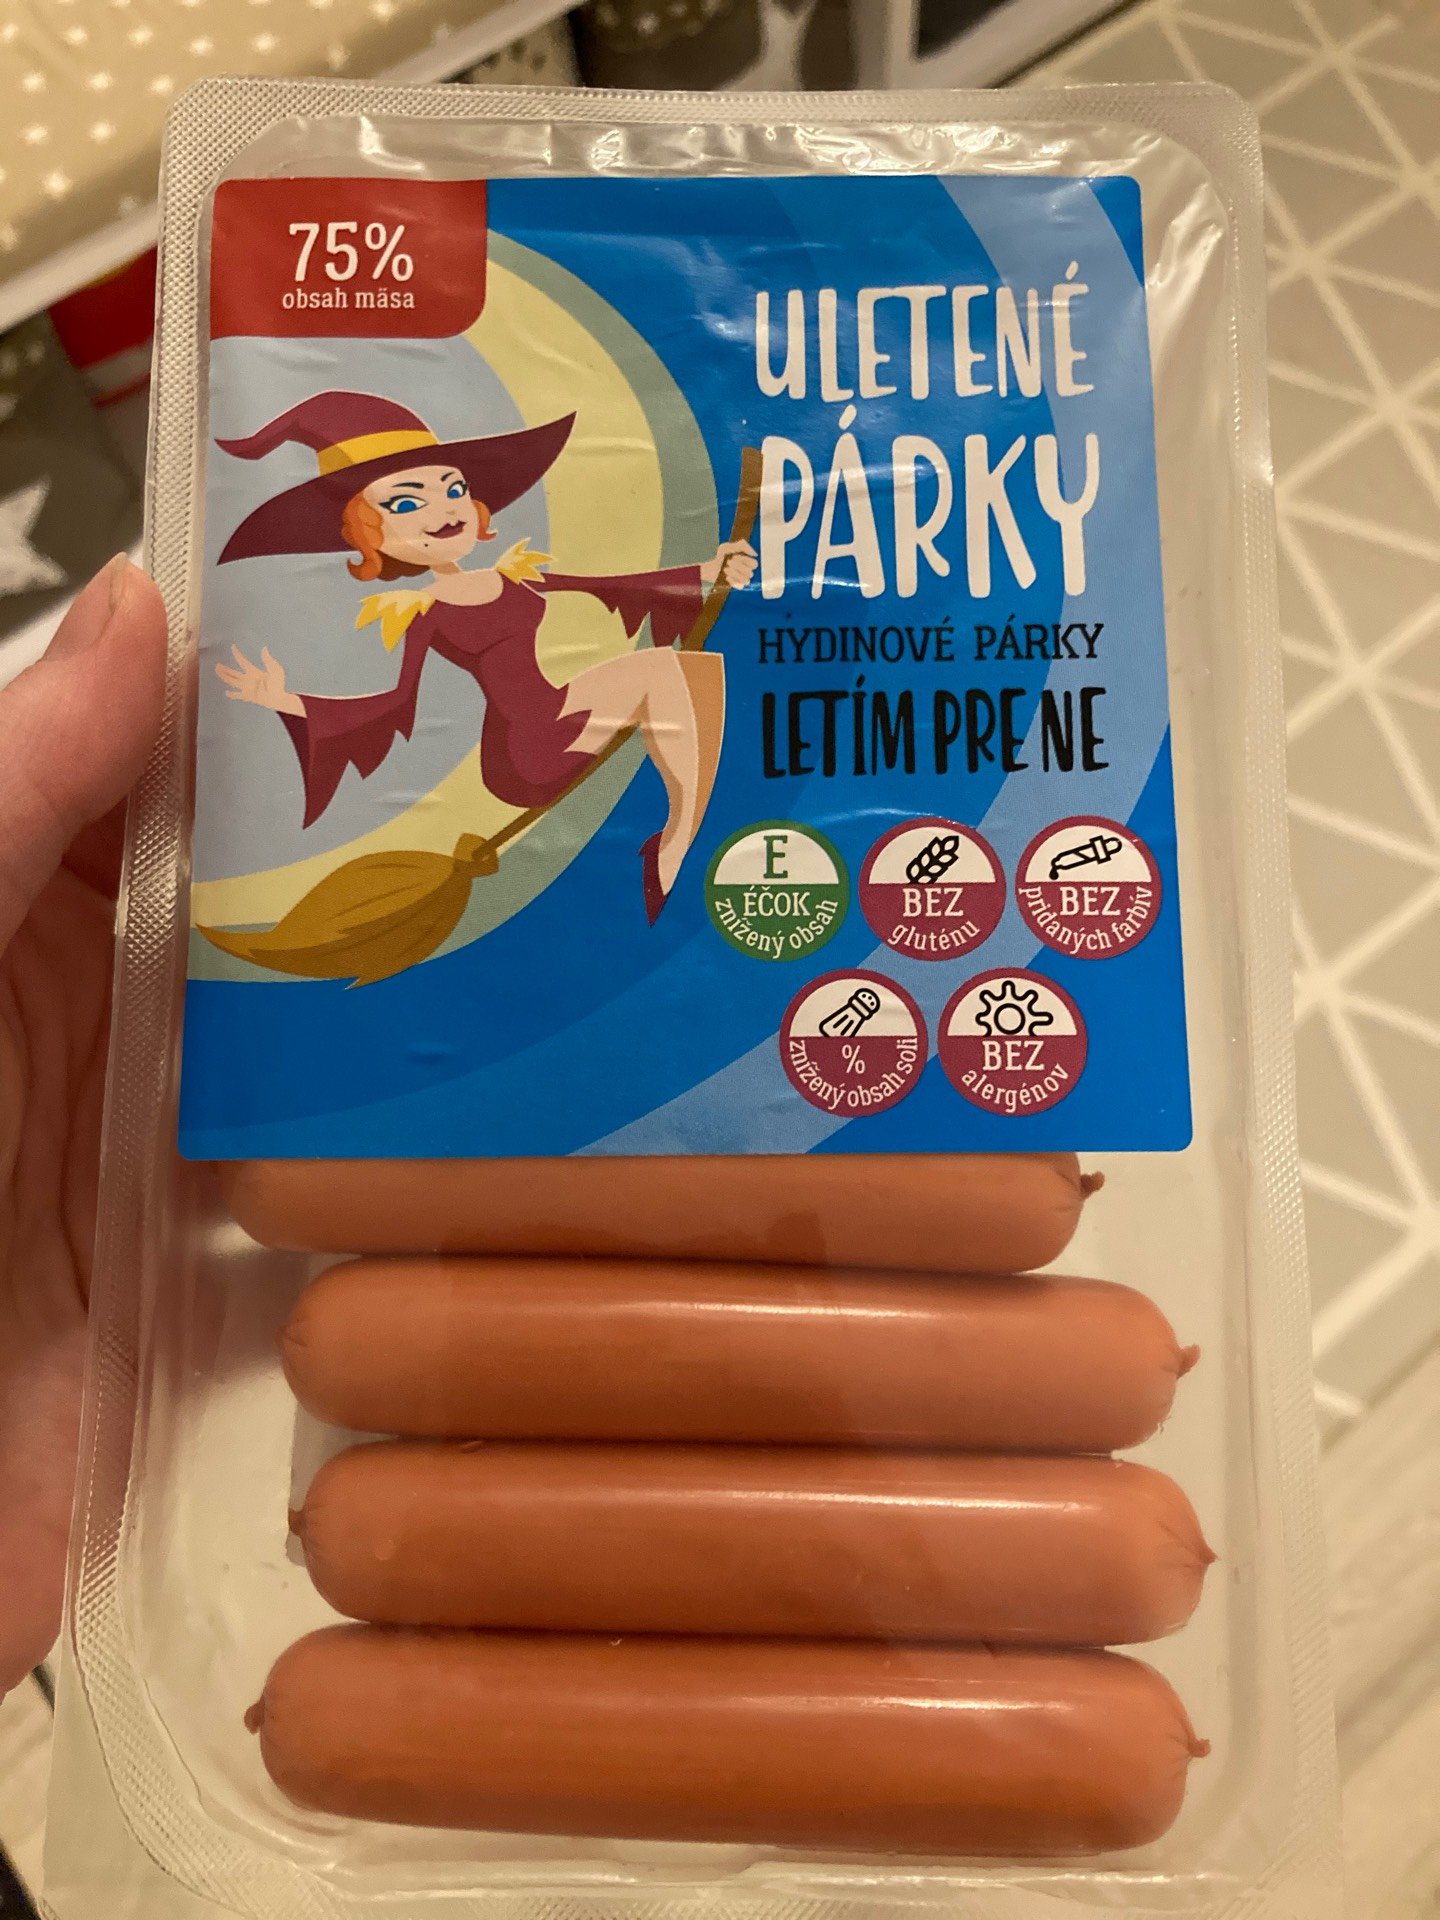 75%
obsah mäsa
ULETENÉ
PÁRKY
HYDINOVÉ PÁRKY
LETÍM PRE NE
E
ÉČOK
znížený obsah
BEZ
gluténu
BEZ
pridaných farbív
%
znížený obsah soli
BEZ
alergénov